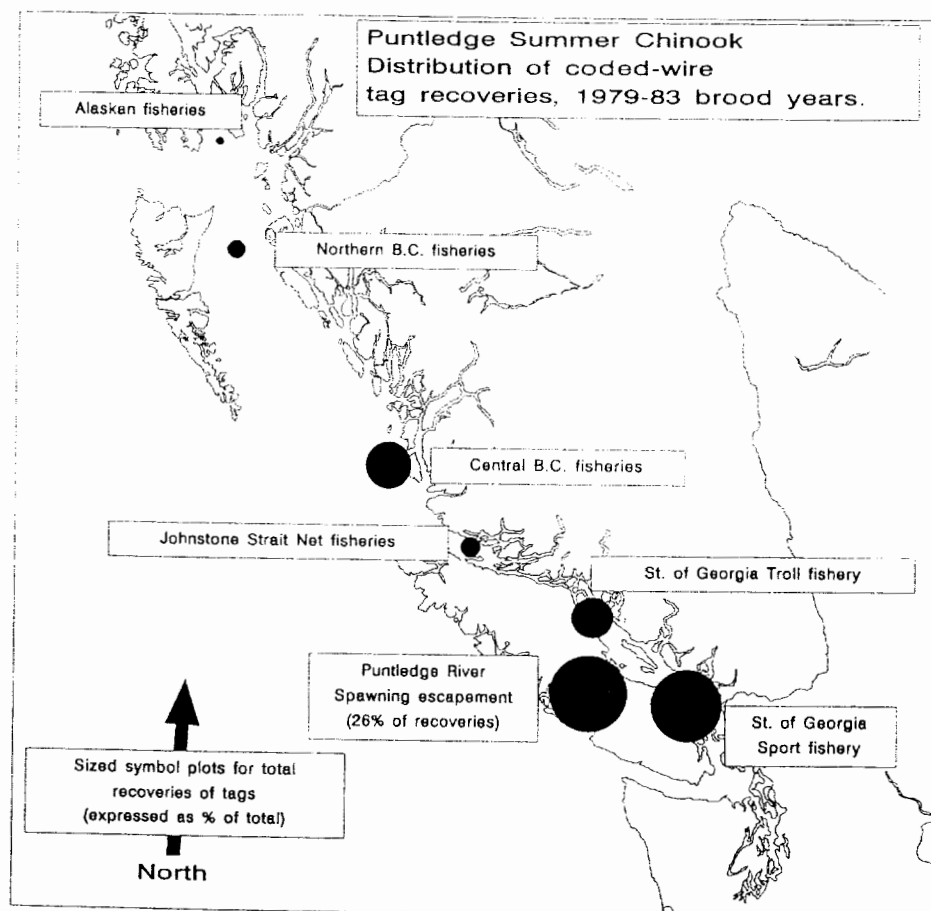 Puntledge Summer Chinook
Distribution of coded-wire
tag recoveries, 1979-83 brood years.
Alaskan fisheries
Northern B.C. fisheries
Central B.C. fisheries
Johnstone Strait Net fisheries
St. of Georgia Troll fishery
Puntledge River
Spawning escapement
(26% of recoveries)
St. of Georgia
Sport fishery
Sized symbol plots for total
recoveries of tags
(expressed as % of total)
North